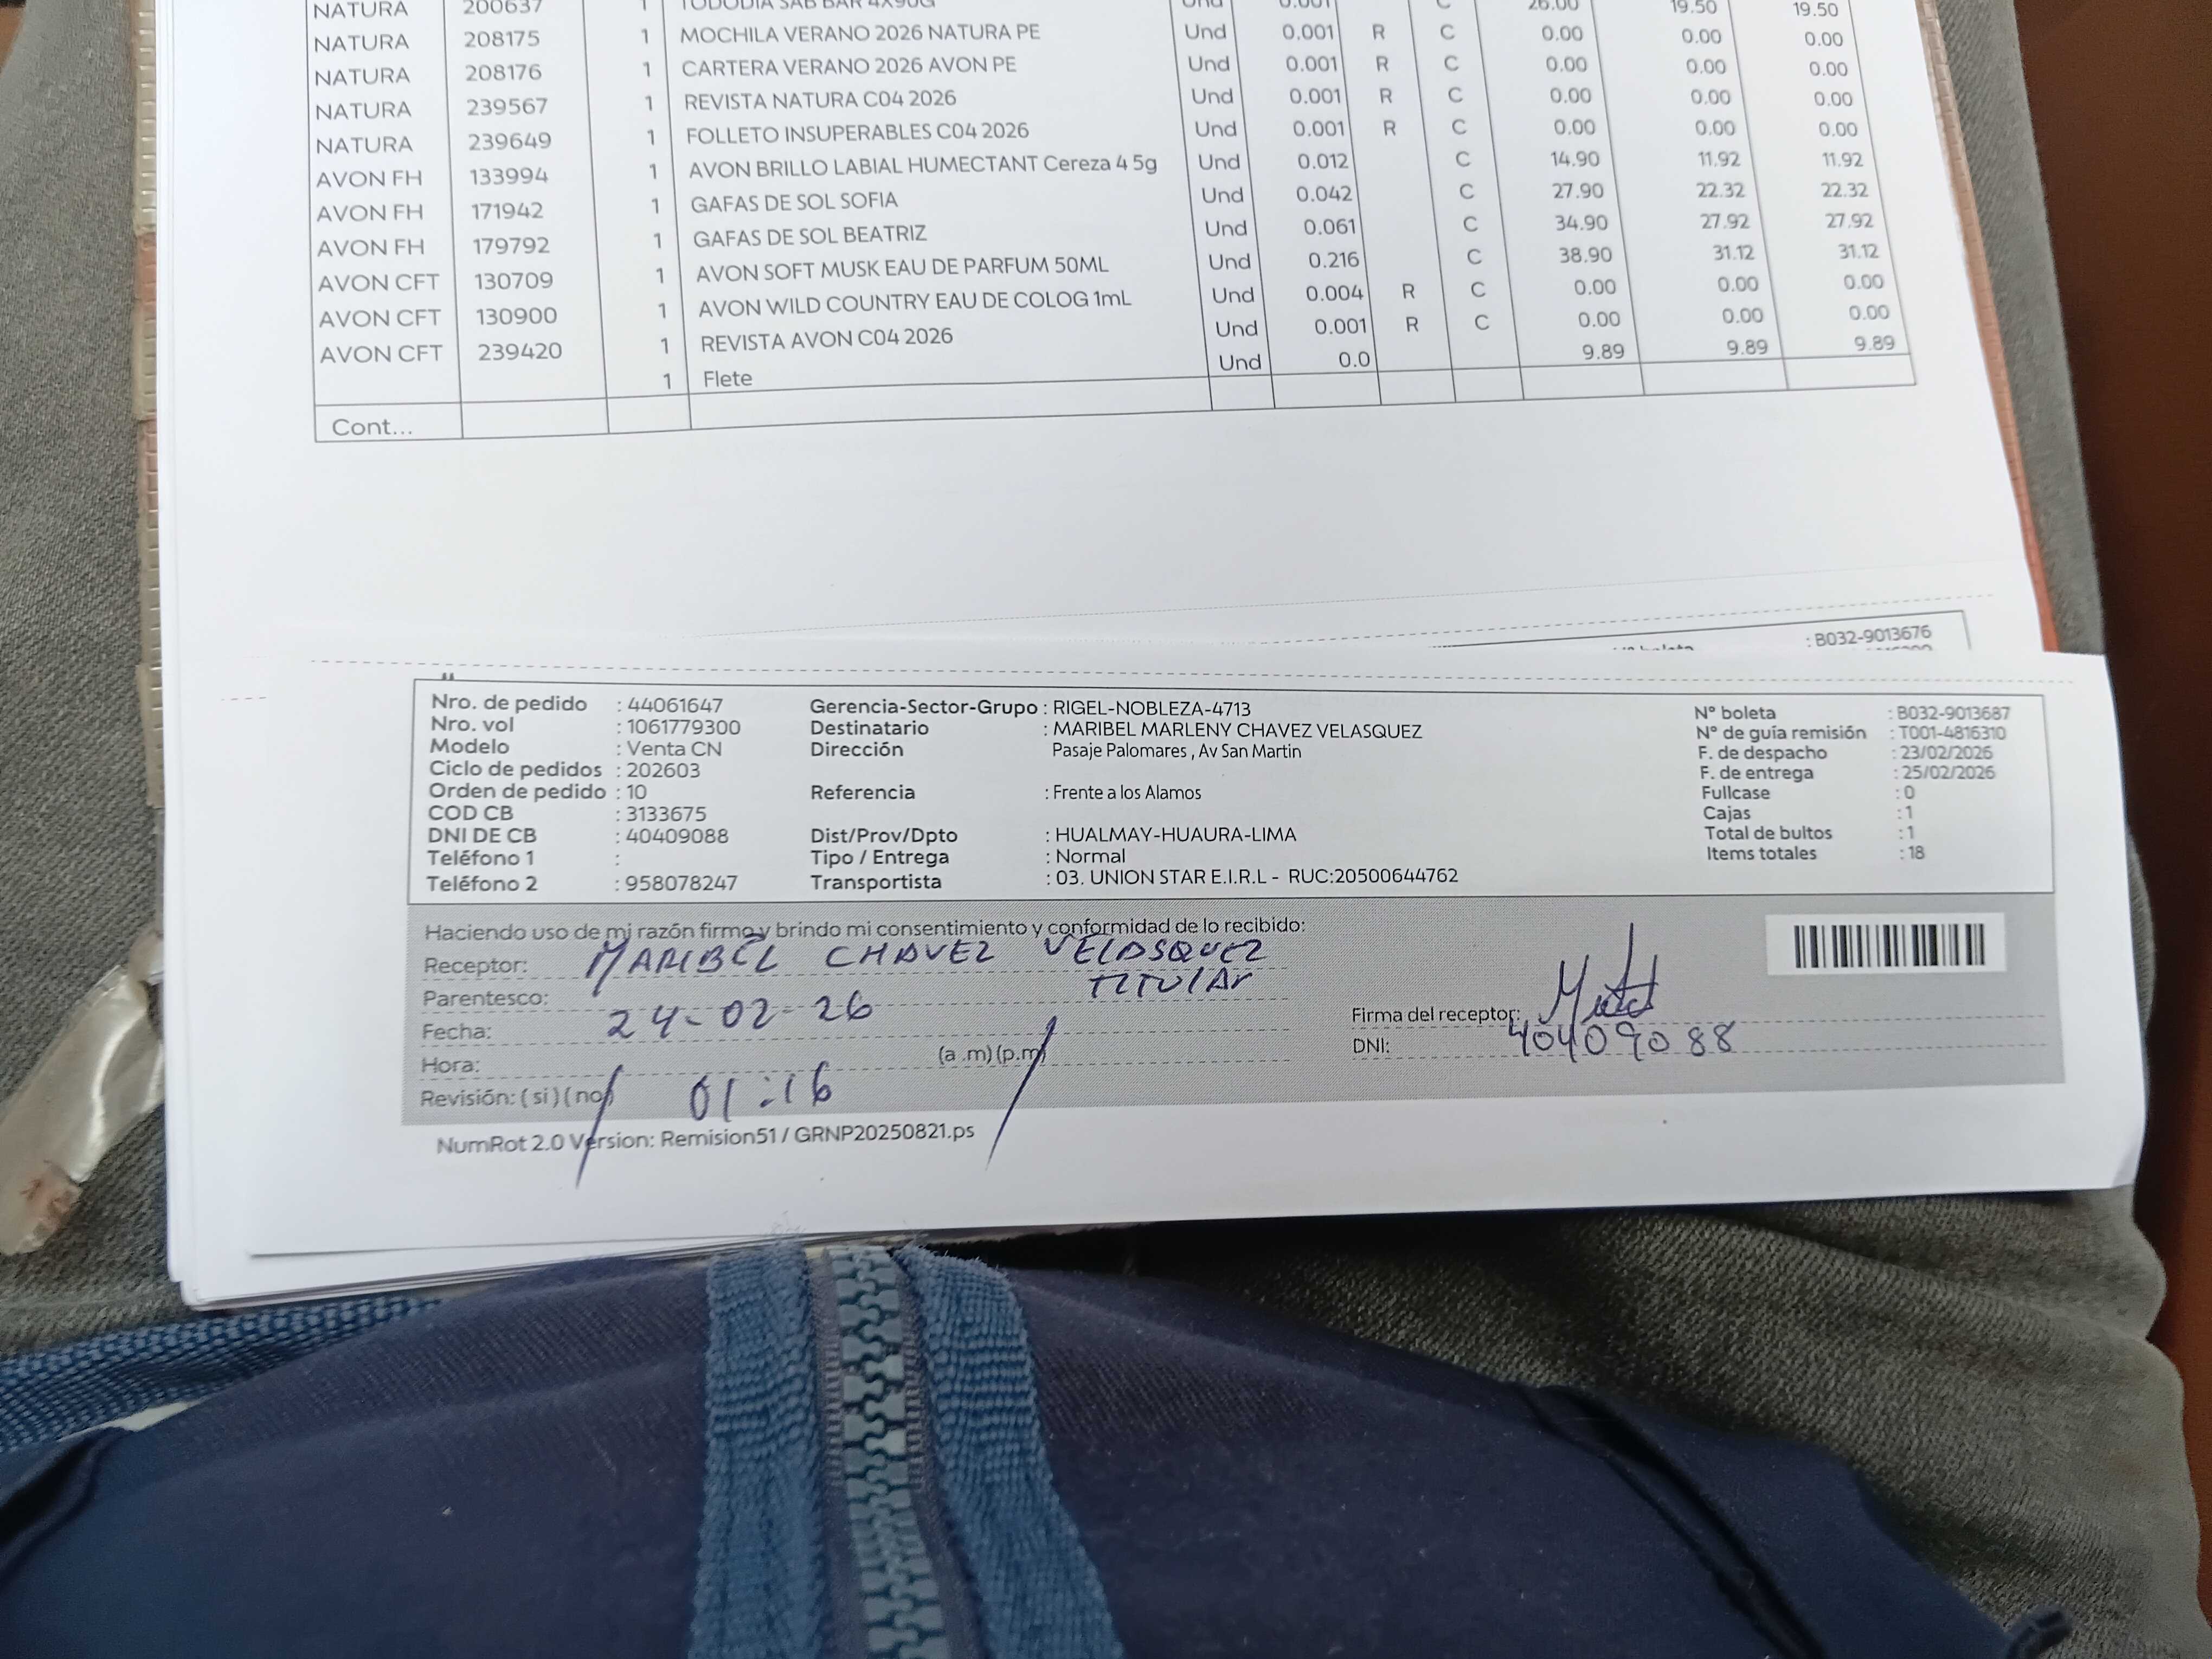 NATURA 200637 1 TODODIA SAB BAR 4X90G Und 0.001 C 26.00 19.50 19.50
NATURA 208175 1 MOCHILA VERANO 2026 NATURA PE Und 0.001 R C 0.00 0.00 0.00
NATURA 208176 1 CARTERA VERANO 2026 AVON PE Und 0.001 R C 0.00 0.00 0.00
NATURA 239567 1 REVISTA NATURA C04 2026 Und 0.001 R C 0.00 0.00 0.00
NATURA 239649 1 FOLLETO INSUPERABLES C04 2026 Und 0.001 R C 0.00 0.00 0.00
AVON FH 133994 1 AVON BRILLO LABIAL HUMECTANT Cereza 4 5g Und 0.012 C 14.90 11.92 11.92
AVON FH 171942 1 GAFAS DE SOL SOFIA Und 0.042 C 27.90 22.32 22.32
AVON FH 179792 1 GAFAS DE SOL BEATRIZ Und 0.061 C 34.90 27.92 27.92
AVON CFT 130709 1 AVON SOFT MUSK EAU DE PARFUM 50ML Und 0.216 C 38.90 31.12 31.12
AVON CFT 130900 1 AVON WILD COUNTRY EAU DE COLOG 1mL Und 0.004 R C 0.00 0.00 0.00
AVON CFT 239420 1 REVISTA AVON C04 2026 Und 0.001 R C 0.00 0.00 0.00
1 Flete Und 0.0 9.89 9.89 9.89
Cont...
: B032-9013676
Nro. de pedido : 44061647 Gerencia-Sector-Grupo : RIGEL-NOBLEZA-4713 N° boleta : B032-9013687
Nro. vol : 1061779300 Destinatario : MARIBEL MARLENY CHAVEZ VELASQUEZ N° de guía remisión : T001-4816310
Modelo : Venta CN Dirección Pasaje Palomares , Av San Martin F. de despacho : 23/02/2026
Ciclo de pedidos : 202603 F. de entrega : 25/02/2026
Orden de pedido : 10 Referencia : Frente a los Alamos Fullcase : 0
COD CB : 3133675 Cajas : 1
DNI DE CB : 40409088 Dist/Prov/Dpto : HUALMAY-HUAURA-LIMA Total de bultos : 1
Teléfono 1 : Tipo / Entrega : Normal Items totales : 18
Teléfono 2 : 958078247 Transportista : 03. UNION STAR E.I.R.L - RUC:20500644762
Haciendo uso de mi razón firmo y brindo mi consentimiento y conformidad de lo recibido:
Receptor: MARIBEL CHAVEZ VELASQUEZ
Parentesco: TITULAR
Fecha: 24-02-26 Firma del receptor:
Hora: (a .m) (p.m) DNI: 40409088
Revisión: ( si ) ( no ) 01:16
NumRot 2.0 Version: Remision51 / GRNP20250821.ps